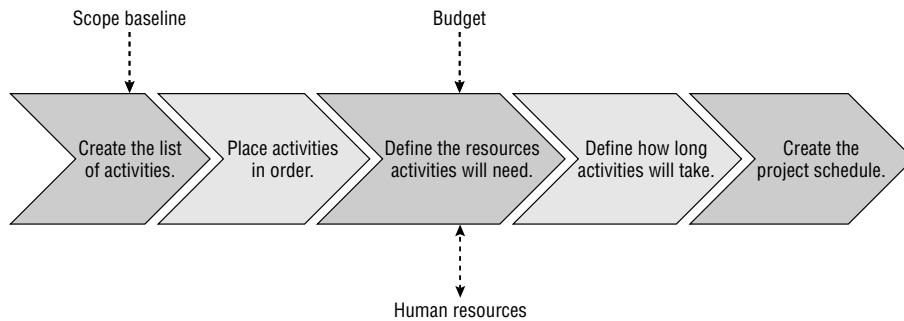 Scope baseline
Budget
Create the list
of activities.
Place activities
in order.
Define the resources
activities will need.
Define how long
activities will take.
Create the
project schedule.
Human resources